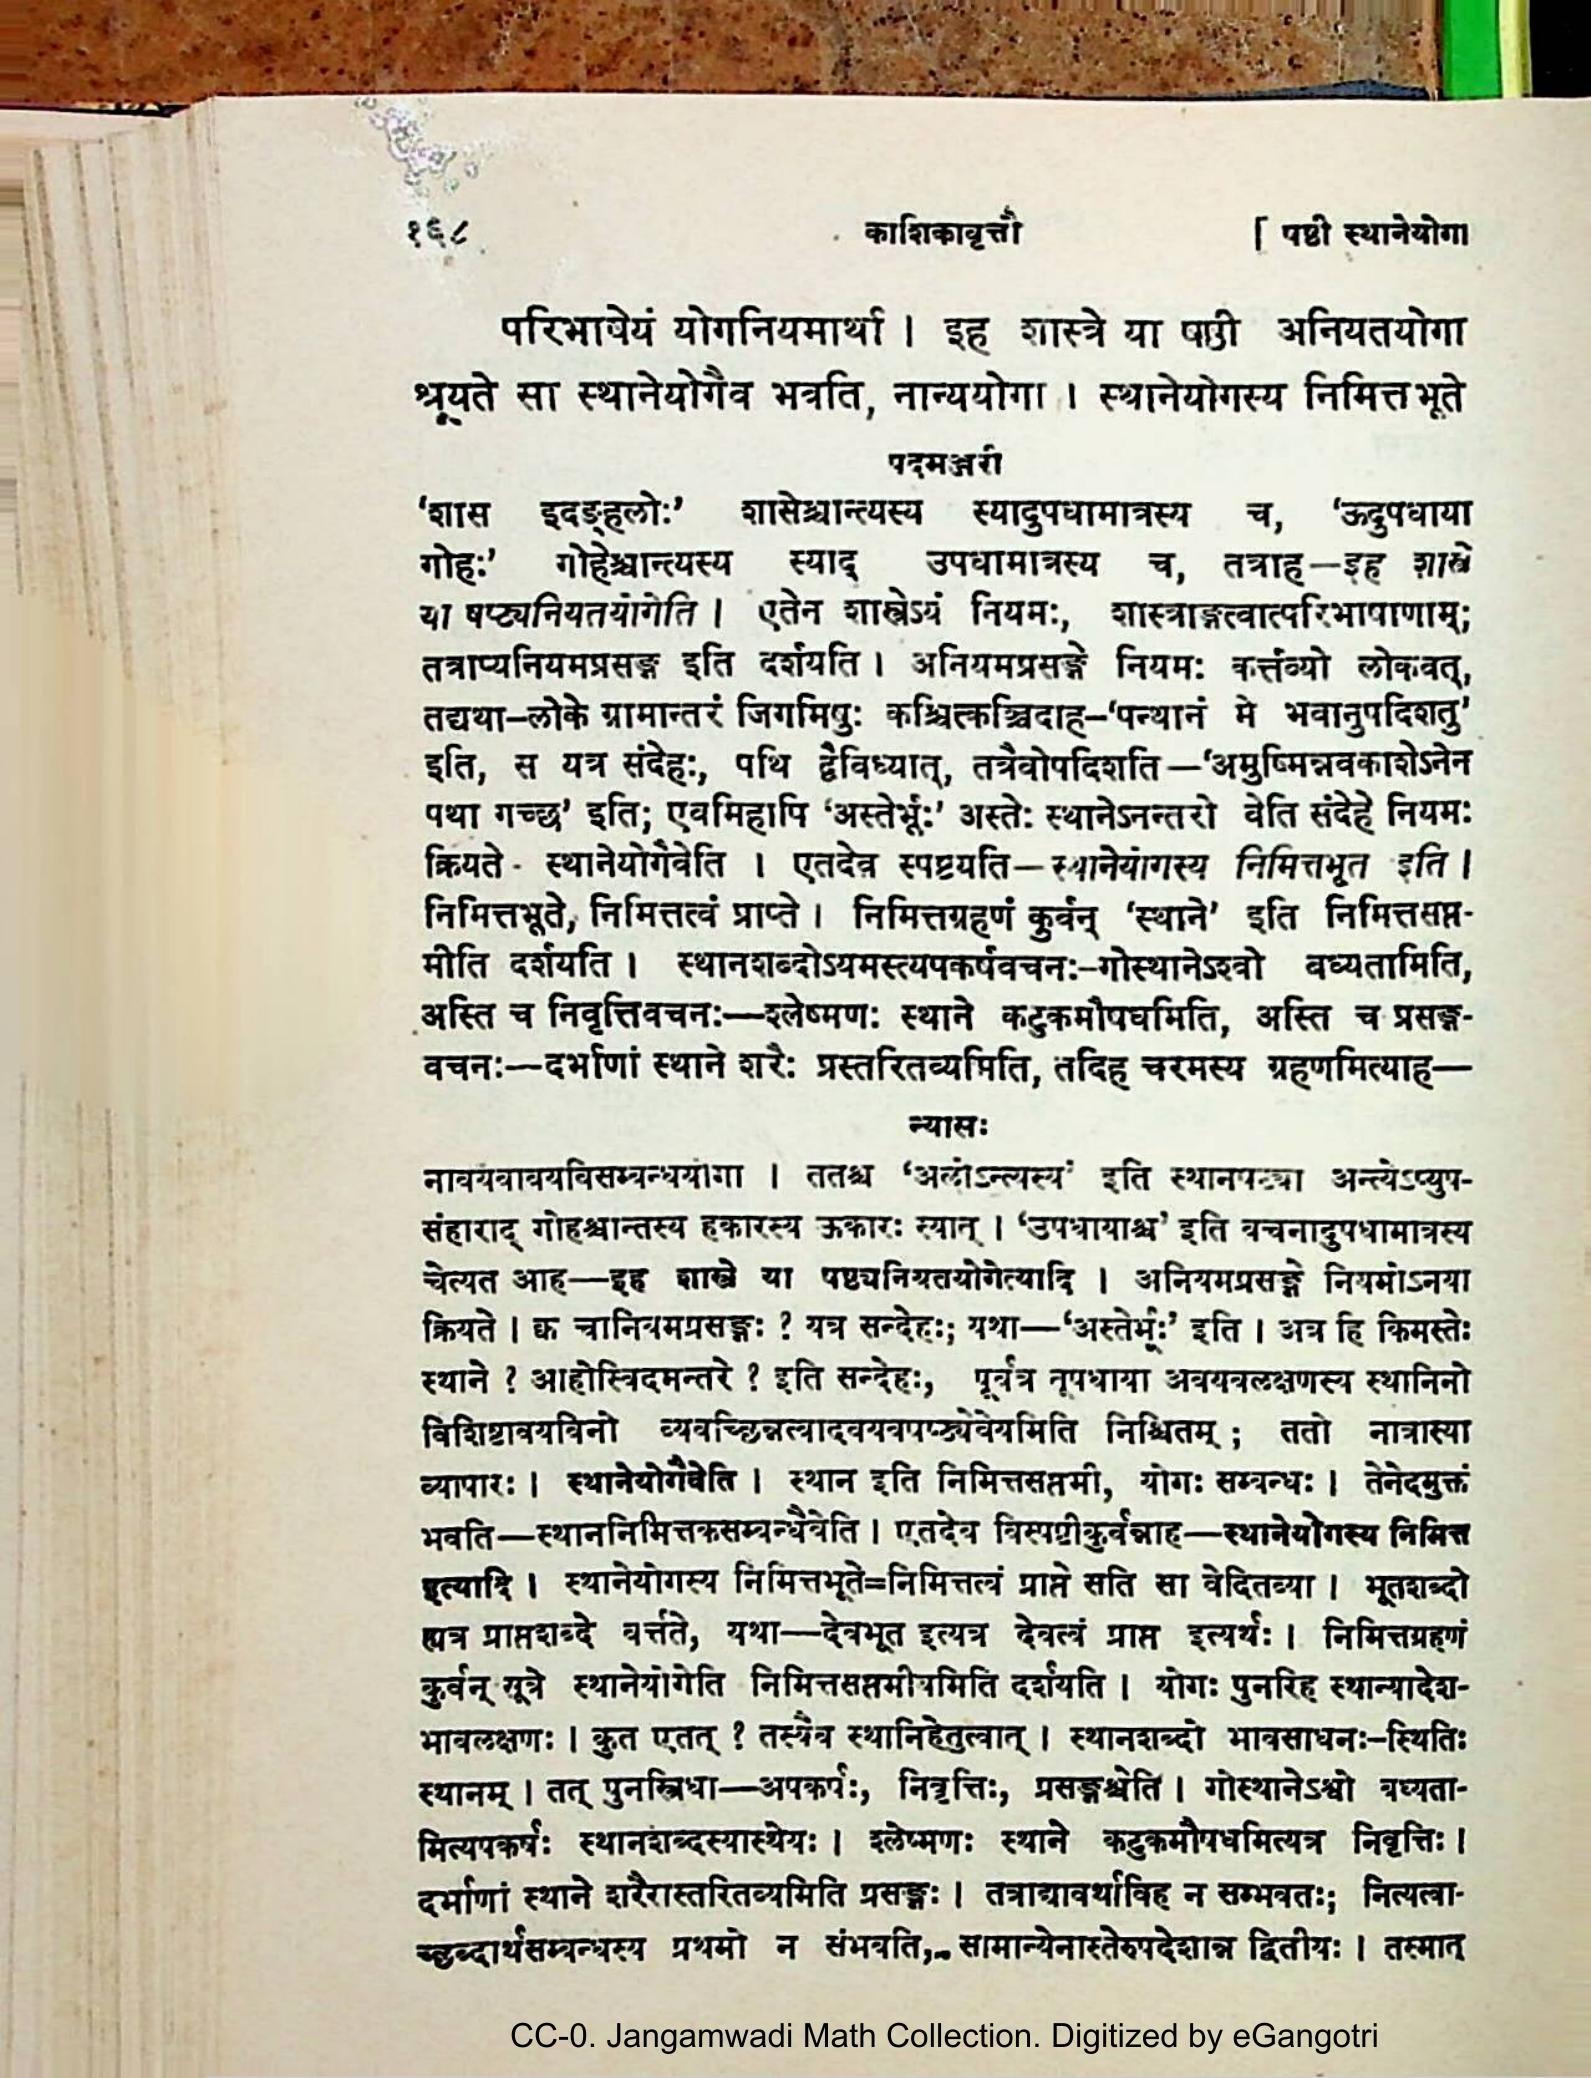 १६८ काशिकावृत्तौ [ षष्ठी स्थानेयोगा
परिभाषेयं योगनियमार्था । इह शास्त्रे या षष्ठी अनियतयोगा
श्रूयते सा स्थानेयोगैव भवति, नान्ययोगा । स्थानेयोगस्य निमित्तभूते
पदमञ्जरी
‘शास इदङ्हलोः’ शासेश्चान्त्यस्य स्यादुपधामात्रस्य च, ‘ऊदुपधाया
गोहः’ गोहेश्चान्त्यस्य स्याद् उपधामात्रस्य च, तत्राह—इह शास्त्रे
या षष्ठ्यनियतयोगेति । एतेन शास्त्रेऽयं नियमः, शास्त्राङ्गत्वात्परिभाषाणाम्;
तत्राप्यनियमप्रसङ्ग इति दर्शयति । अनियमप्रसङ्गे नियमः कर्त्तव्यो लोकवत्,
तद्यथा–लोके ग्रामान्तरं जिगमिषुः कश्चित्कञ्चिदाह–‘पन्थानं मे भवानुपदिशतु’
इति, स यत्र संदेहः, पथि द्वैविध्यात्, तत्रैवोपदिशति—‘अमुष्मिन्नवकाशेऽनेन
पथा गच्छ’ इति; एवमिहापि ‘अस्तेर्भूः’ अस्तेः स्थानेऽनन्तरो वेति संदेहे नियमः
क्रियते - स्थानेयोगैवेति । एतदेव स्पष्टयति—स्थानेयोगस्य निमित्तभूत इति ।
निमित्तभूते, निमित्तत्वं प्राप्ते । निमित्तग्रहणं कुर्वन् ‘स्थाने’ इति निमित्तसप्त-
मीति दर्शयति । स्थानशब्दोऽयमस्त्यपकर्षवचनः–गोस्थानेऽश्वो बध्यतामिति,
अस्ति च निवृत्तिवचनः—श्लेष्मणः स्थाने कटुकमौषधमिति, अस्ति च प्रसङ्ग-
वचनः—दर्भाणां स्थाने शरैः प्रस्तरितव्यमिति, तदिह चरमस्य ग्रहणमित्याह—
न्यासः
नावयवावयविसम्बन्धयोगा । ततश्च ‘अलोऽन्त्यस्य’ इति स्थानषष्ठ्या अन्त्येऽप्युप-
संहाराद् गोहश्चान्तस्य हकारस्य ऊकारः स्यात् । ‘उपधायाश्च’ इति वचनादुपधामात्रस्य
चेत्यत आह—इह शास्त्रे या षष्ठ्यनियतयोगेत्यादि । अनियमप्रसङ्गे नियमोऽनया
क्रियते । क्व चानियमप्रसङ्गः ? यत्र सन्देहः; यथा—‘अस्तेर्भूः’ इति । अत्र हि किमस्तेः
स्थाने ? आहोस्विदमन्तरे ? इति सन्देहः, पूर्वत्र तूपधाया अवयवलक्षणस्य स्थानिनो
विशिष्टावयविनो व्यवच्छिन्नत्वादवयवषष्ठ्येवेयमिति निश्चितम् ; ततो नात्रास्या
व्यापारः । स्थानेयोगैवेति । स्थान इति निमित्तसप्तमी, योगः सम्बन्धः । तेनेदमुक्तं
भवति—स्थाननिमित्तकसम्बन्धैवेति । एतदेव विस्पष्टीकुर्वन्नाह—स्थानेयोगस्य निमित्त
इत्यादि । स्थानेयोगस्य निमित्तभूते=निमित्तत्वं प्राप्ते सति सा वेदितव्या । भूतशब्दो
ह्यत्र प्राप्तशब्दे वर्त्तते, यथा—देवभूत इत्यत्र देवत्वं प्राप्त इत्यर्थः । निमित्तग्रहणं
कुर्वन् सूत्रे स्थानेयोगेति निमित्तसप्तमीयमिति दर्शयति । योगः पुनरिह स्थान्यादेश-
भावलक्षणः । कुत एतत् ? तस्यैव स्थानिहेतुत्वात् । स्थानशब्दो भावसाधनः–स्थितिः
स्थानम् । तत् पुनस्त्रिधा—अपकर्षः, निवृत्तिः, प्रसङ्गश्चेति । गोस्थानेऽश्वो बध्यता-
मित्यपकर्षः स्थानशब्दस्यास्थेयः । श्लेष्मणः स्थाने कटुकमौषधमित्यत्र निवृत्तिः ।
दर्भाणां स्थाने शरैरास्तरितव्यमिति प्रसङ्गः । तत्राद्यावर्थाविह न सम्भवतः; नित्यत्वा-
च्छब्दार्थसम्बन्धस्य प्रथमो न संभवति, सामान्येनास्तेरुपदेशान्न द्वितीयः । तस्मात्
CC-0. Jangamwadi Math Collection. Digitized by eGangotri